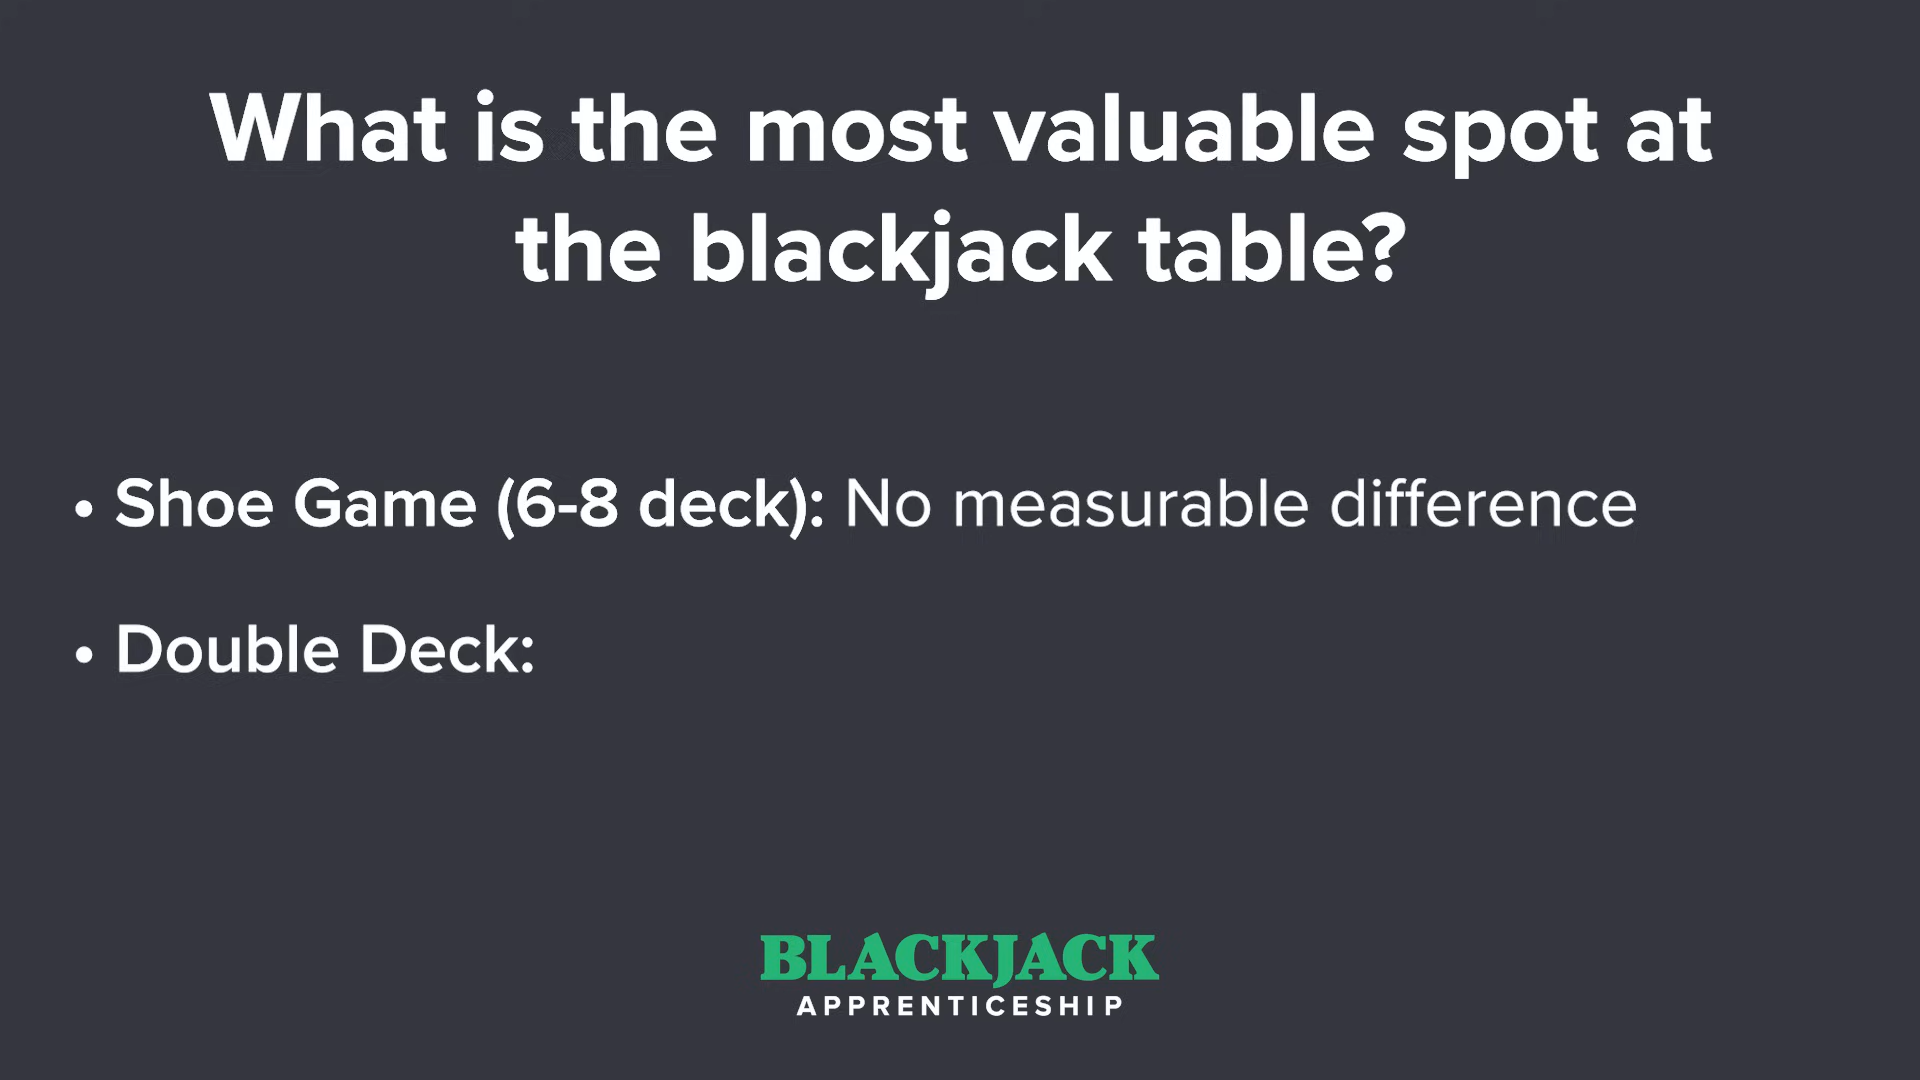 What is the most valuable spot at
the blackjack table?
• Shoe Game (6-8 deck): No measurable difference
• Double Deck:
BLACKJACK
APPRENTICESHIP